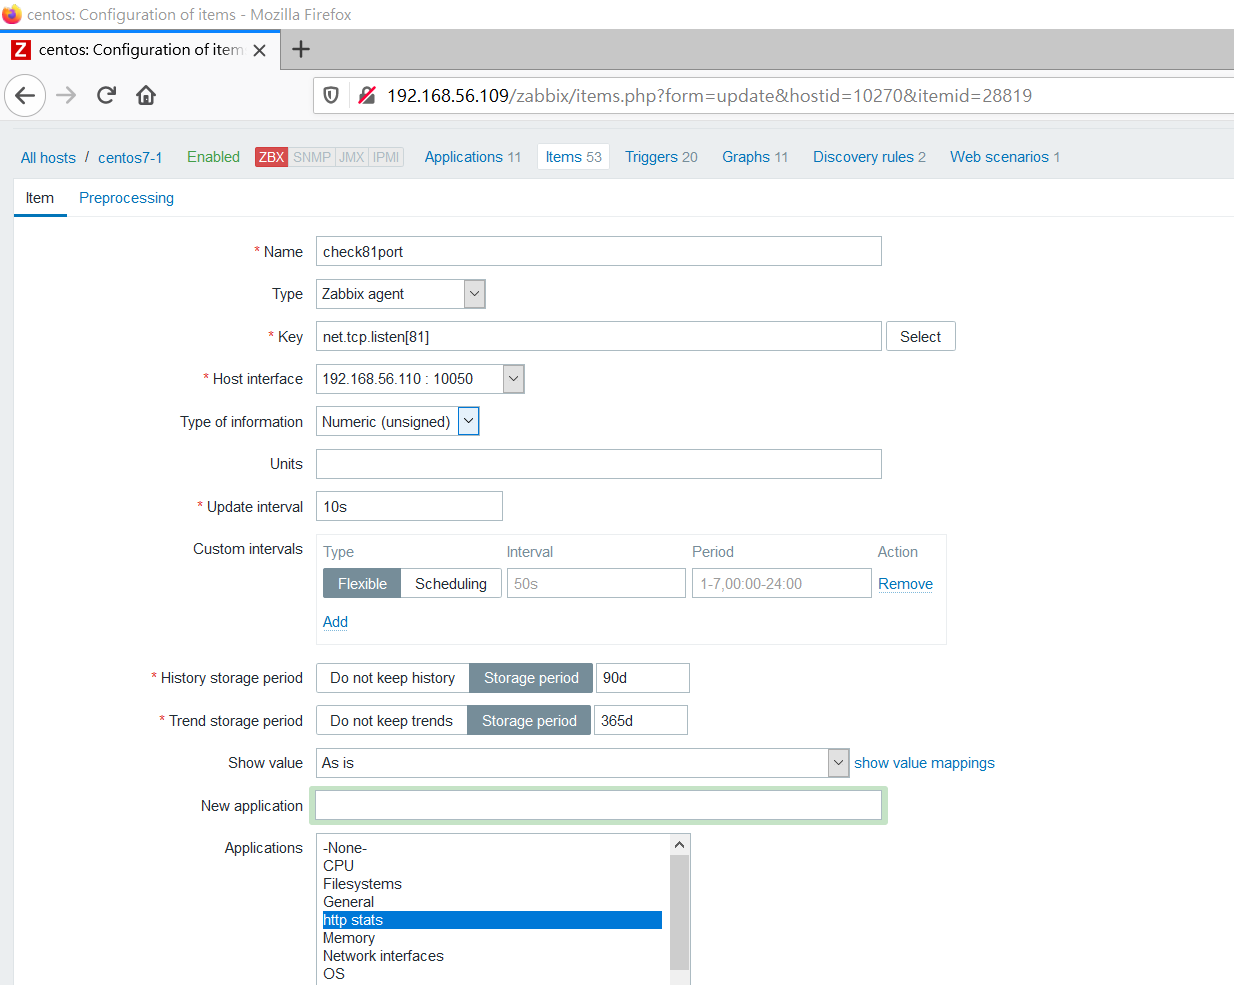 centos: Configuration of items - Mozilla Firefox
Z centos: Configuration of item
192.168.56.109/zabbix/items.php?form=update&hostid=10270&itemid=28819
All hosts / centos7-1 Enabled ZBX SNMP JMX IPMI Applications 11 Items 53 Triggers 20 Graphs 11 Discovery rules 2 Web scenarios 1
Item Preprocessing
* Name check81port
Type Zabbix agent
* Key net.tcp.listen[81] Select
* Host interface 192.168.56.110 : 10050
Type of information Numeric (unsigned)
Units
* Update interval 10s
Custom intervals Type Interval Period Action
Flexible Scheduling 50s 1-7,00:00-24:00 Remove
Add
* History storage period Do not keep history Storage period 90d
* Trend storage period Do not keep trends Storage period 365d
Show value As is show value mappings
New application
Applications -None-
CPU
Filesystems
General
http stats
Memory
Network interfaces
OS